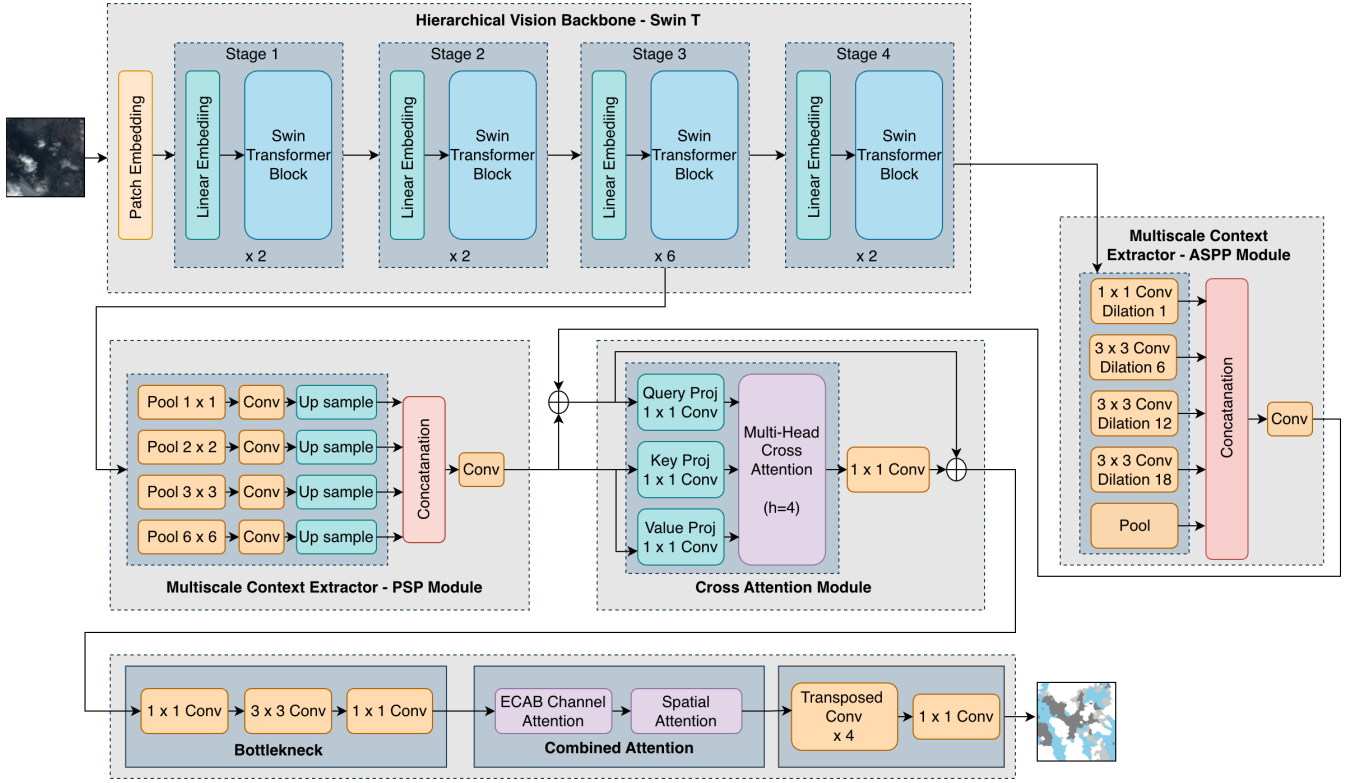 Hierarchical Vision Backbone - Swin T
Patch Embedding
Stage 1
Linear Embeding
Swin
Transformer
Block
x 2
Stage 2
Linear Embeding
Swin
Transformer
Block
x 2
Stage 3
Linear Embeding
Swin
Transformer
Block
x 6
Stage 4
Linear Embeding
Swin
Transformer
Block
x 2
Multiscale Context
Extractor - ASPP Module
1 x 1 Conv
Dilation 1
3 x 3 Conv
Dilation 6
3 x 3 Conv
Dilation 12
3 x 3 Conv
Dilation 18
Pool
Concatanation
Conv
Pool 1 x 1
Conv
Up sample
Pool 2 x 2
Conv
Up sample
Pool 3 x 3
Conv
Up sample
Pool 6 x 6
Conv
Up sample
Concatanation
Conv
Multiscale Context Extractor - PSP Module
Query Proj
1 x 1 Conv
Key Proj
1 x 1 Conv
Value Proj
1 x 1 Conv
Multi-Head
Cross
Attention
(h=4)
1 x 1 Conv
Cross Attention Module
1 x 1 Conv
3 x 3 Conv
1 x 1 Conv
Bottlekneck
ECAB Channel
Attention
Spatial
Attention
Combined Attention
Transposed
Conv
x 4
1 x 1 Conv